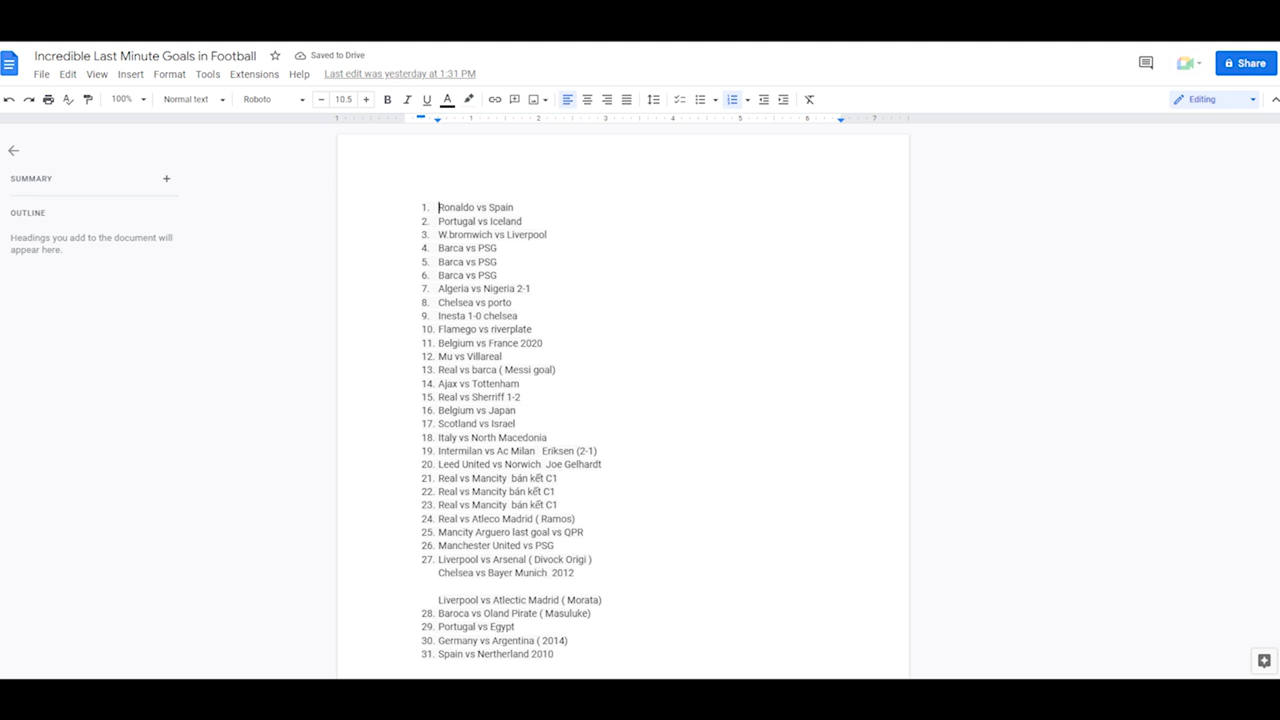 Incredible Last Minute Goals in Football
Saved to Drive
File Edit View Insert Format Tools Extensions Help
Last edit was yesterday at 1:31 PM
Share
100% Normal text Roboto − 10.5 + B I U A
Editing
1 1 2 3 4 5 6 7
SUMMARY +
OUTLINE
Headings you add to the document will
appear here.
1. Ronaldo vs Spain
2. Portugal vs Iceland
3. W.bromwich vs Liverpool
4. Barca vs PSG
5. Barca vs PSG
6. Barca vs PSG
7. Algeria vs Nigeria 2-1
8. Chelsea vs porto
9. Inesta 1-0 chelsea
10. Flamego vs riverplate
11. Belgium vs France 2020
12. Mu vs Villareal
13. Real vs barca ( Messi goal)
14. Ajax vs Tottenham
15. Real vs Sherriff 1-2
16. Belgium vs Japan
17. Scotland vs Israel
18. Italy vs North Macedonia
19. Intermilan vs Ac Milan Eriksen (2-1)
20. Leed United vs Norwich Joe Gelhardt
21. Real vs Mancity bán kết C1
22. Real vs Mancity bán kết C1
23. Real vs Mancity bán kết C1
24. Real vs Atleco Madrid ( Ramos)
25. Mancity Arguero last goal vs QPR
26. Manchester United vs PSG
27. Liverpool vs Arsenal ( Divock Origi )
Chelsea vs Bayer Munich 2012
Liverpool vs Atlectic Madrid ( Morata)
28. Baroca vs Oland Pirate ( Masuluke)
29. Portugal vs Egypt
30. Germany vs Argentina ( 2014)
31. Spain vs Nertherland 2010